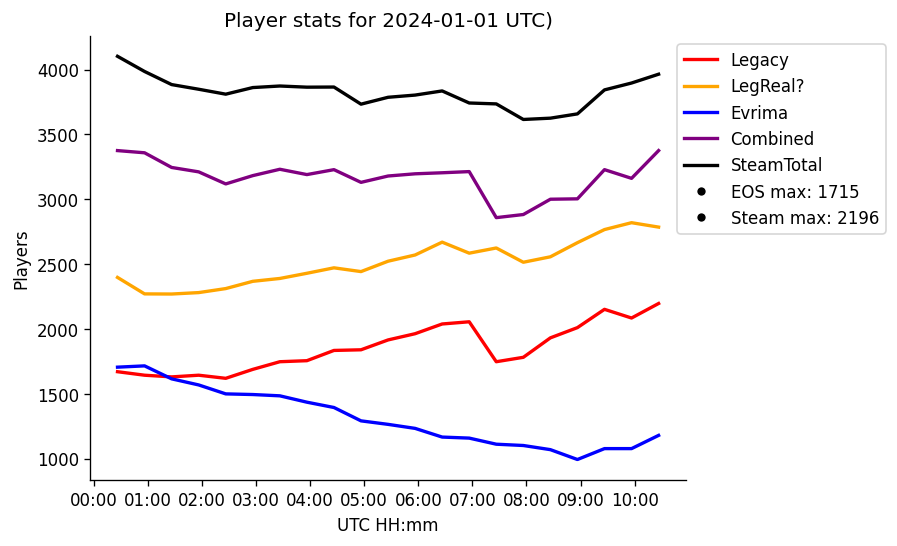 Player stats for 2024-01-01 UTC)
Players
4000
3500
3000
2500
2000
1500
1000
00:00 01:00 02:00 03:00 04:00 05:00 06:00 07:00 08:00 09:00 10:00
UTC HH:mm
Legacy
LegReal?
Evrima
Combined
SteamTotal
EOS max: 1715
Steam max: 2196